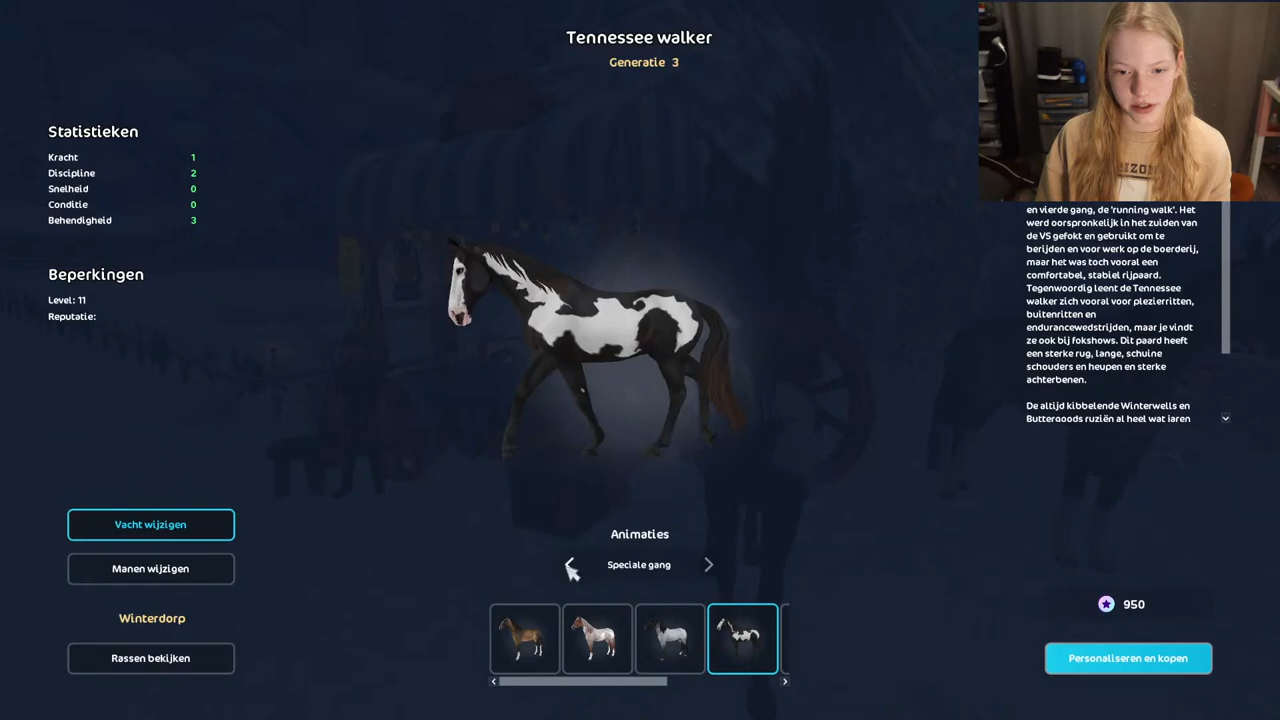 Tennessee walker
Generatie 3
Statistieken
Kracht 1
Discipline 2
Snelheid 0
Conditie 0
Behendigheid 3
Beperkingen
Level: 11
Reputatie:
en vierde gang, de 'running walk'. Het
werd oorspronkelijk in het zuiden van
de VS gefokt en gebruikt om te
berijden en voor werk op de boerderij,
maar het was toch vooral een
comfortabel, stabiel rijpaard.
Tegenwoordig leent de Tennessee
walker zich vooral voor plezierritten,
buitenritten en
endurancewedstrijden, maar je vindt
ze ook bij fokshows. Dit paard heeft
een sterke rug, lange, schuine
schouders en heupen en sterke
achterbenen.
De altijd kibbelende Winterwells en
Buttergoods ruziën al heel wat jaren
Vacht wijzigen
Manen wijzigen
Winterdorp
Rassen bekijken
Animaties
Speciale gang
950
Personaliseren en kopen